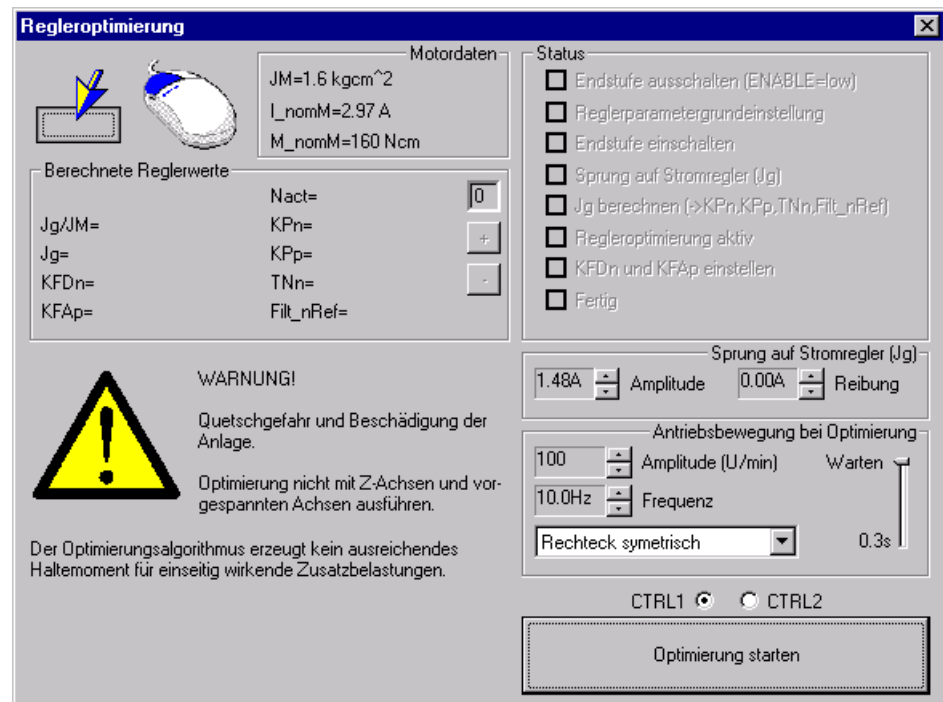 Regleroptimierung
Motordaten
JM=1.6 kgcm^2
I_nomM=2.97 A
M_nomM=160 Ncm
Berechnete Reglerwerte
Nact=
0
Jg/JM=
KPn=
+
Jg=
KPp=
KFDn=
TNn=
-
KFAp=
Filt_nRef=
Status
Endstufe ausschalten (ENABLE=low)
Reglerparametergrundeinstellung
Endstufe einschalten
Sprung auf Stromregler (Jg)
Jg berechnen (->KPn,KPp,TNn,Filt_nRef)
Regleroptimierung aktiv
KFDn und KFAp einstellen
Fertig
WARNUNG!
Quetschgefahr und Beschädigung der
Anlage.
Optimierung nicht mit Z-Achsen und vor-
gespannten Achsen ausführen.
Der Optimierungsalgorithmus erzeugt kein ausreichendes
Haltemoment für einseitig wirkende Zusatzbelastungen.
Sprung auf Stromregler (Jg)
1.48A Amplitude 0.00A Reibung
Antriebsbewegung bei Optimierung
100 Amplitude (U/min) Warten
10.0Hz Frequenz
Rechteck symetrisch 0.3s
CTRL1 CTRL2
Optimierung starten